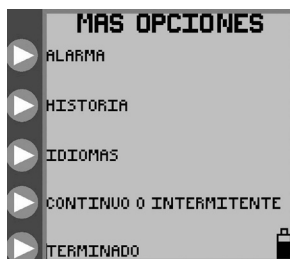 MAS OPCIONES
ALARMA
HISTORIA
IDIOMAS
CONTINUO O INTERMITENTE
TERMINADO